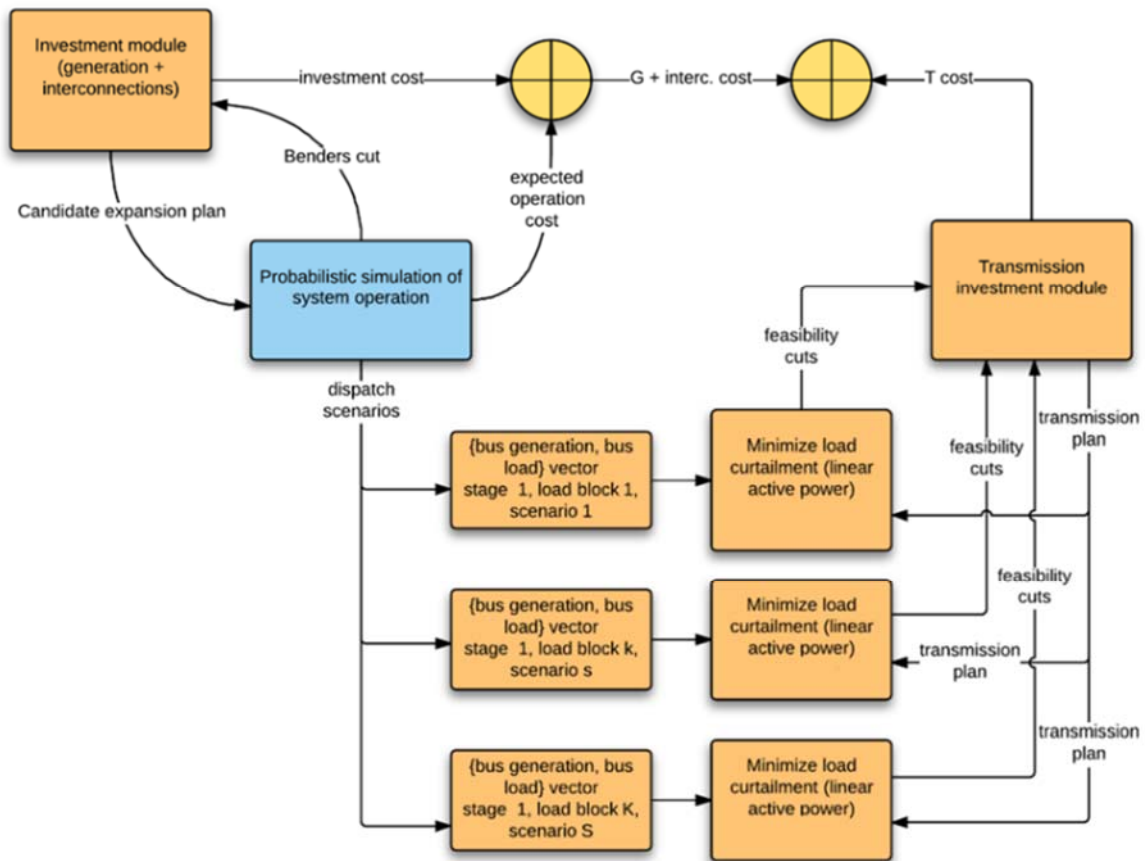 Investment module
(generation +
interconnections)
investment cost
G + interc. cost
T cost
Benders cut
expected
operation
cost
Candidate expansion plan
Probabilistic simulation of
system operation
Transmission
investment module
feasibility
cuts
dispatch
scenarios
transmission
plan
{bus generation, bus
load} vector
stage 1, load block 1,
scenario 1
Minimize load
curtailment (linear
active power)
feasibility
cuts
feasibility
cuts
{bus generation, bus
load} vector
stage 1, load block k,
scenario s
Minimize load
curtailment (linear
active power)
transmission
plan
transmission
plan
{bus generation, bus
load} vector
stage 1, load block K,
scenario S
Minimize load
curtailment (linear
active power)